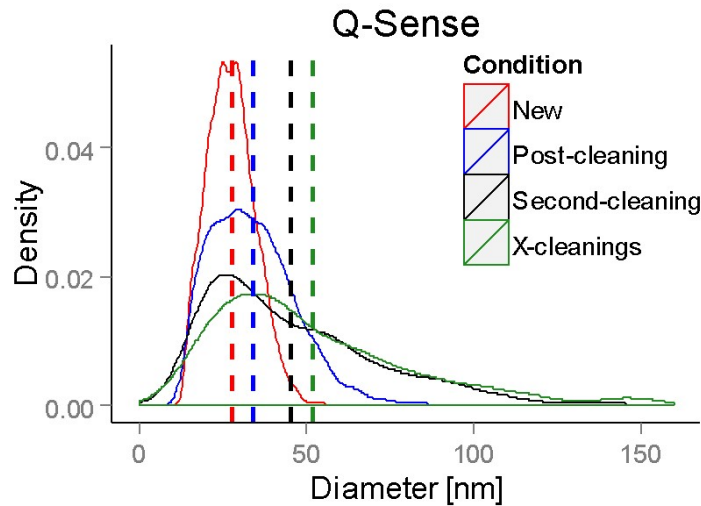 Q-Sense
Condition
New
Post-cleaning
Second-cleaning
X-cleanings
Density
0.04
0.02
0.00
0 50 100 150
Diameter [nm]